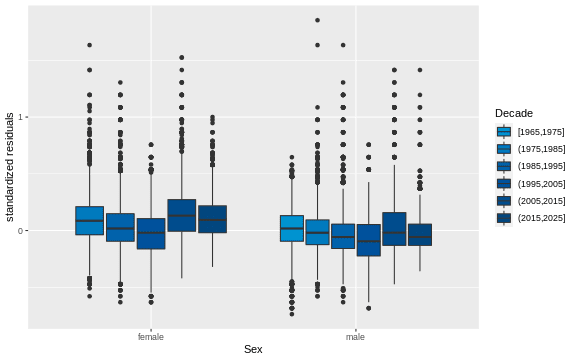 standardized residuals
1
0
female
male
Sex
Decade
[1965,1975]
(1975,1985]
(1985,1995]
(1995,2005]
(2005,2015]
(2015,2025]